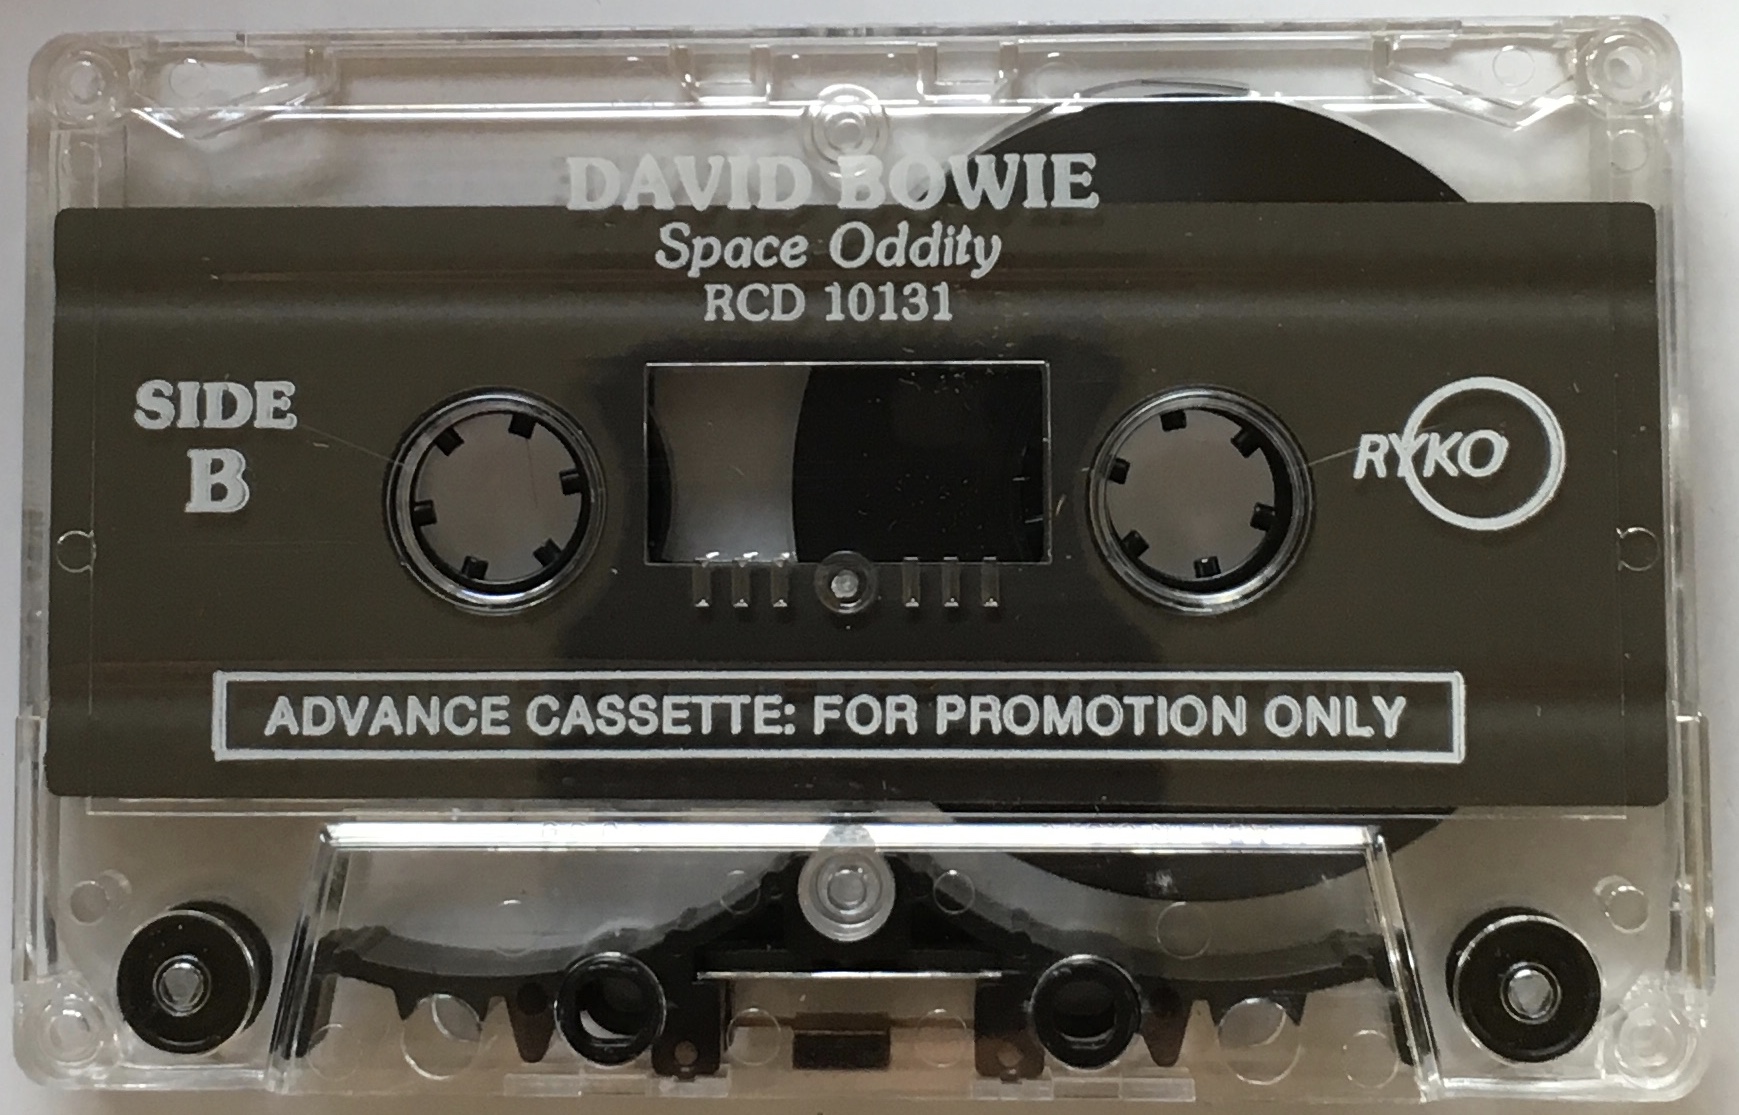 DAVID BOWIE
Space Oddity
RCD 10131
SIDE
B
RYKO
ADVANCE CASSETTE: FOR PROMOTION ONLY